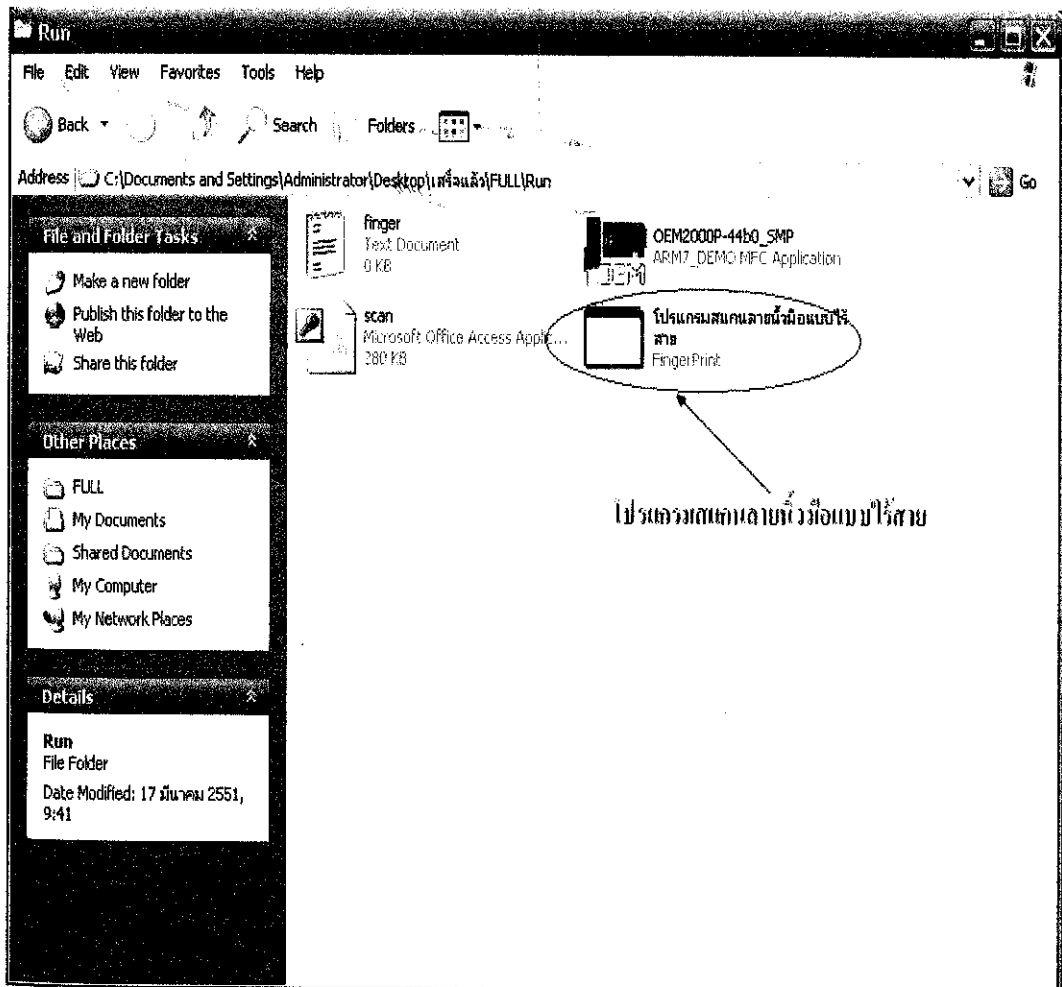 Run
File Edit View Favorites Tools Help
Back Search Folders
Address C:\Documents and Settings\Administrator\Desktop\เสร็จแล้ว\FULL\Run Go
File and Folder Tasks
Make a new folder
Publish this folder to the
Web
Share this folder
Other Places
FULL
My Documents
Shared Documents
My Computer
My Network Places
Details
Run
File Folder
Date Modified: 17 มีนาคม 2551,
9:41
finger
Text Document
0 KB
OEM2000P-44b0_SMP
ARM7_DEMO MFC Application
scan
Microsoft Office Access Applic...
280 KB
โปรแกรมสแกนลายนิ้วมือแบบไร้
สาย
FingerPrint
โปรแกรมสแกนลายนิ้วมือแบบไร้สาย